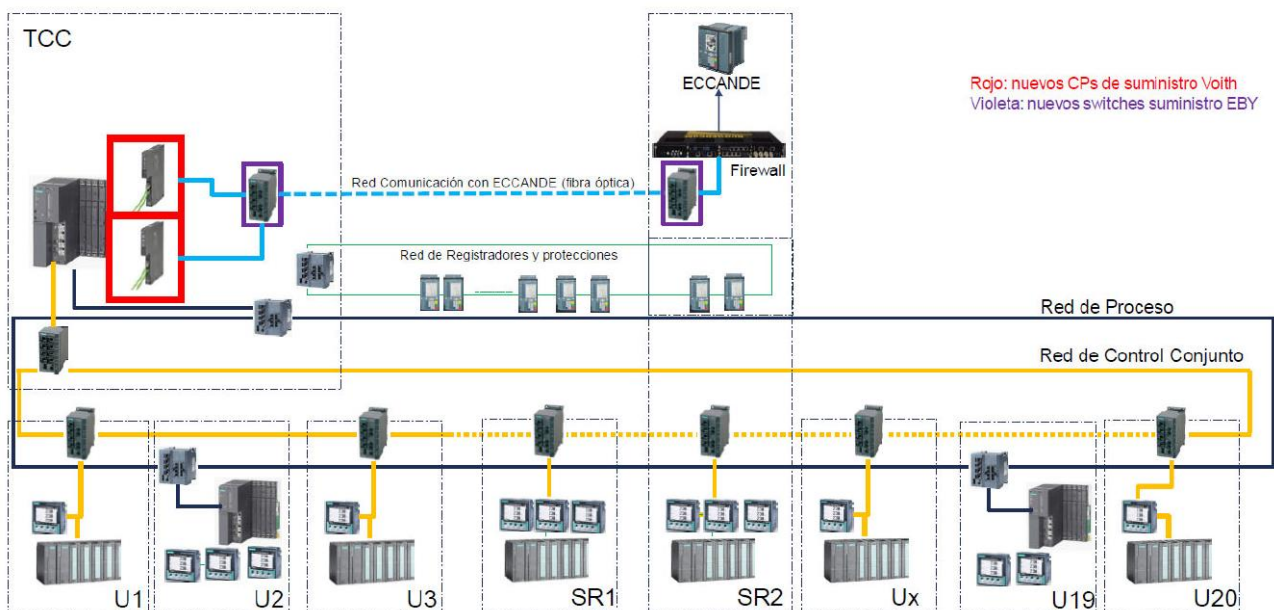 TCC
ECCANDE
Rojo: nuevos CPs de suministro Voith
Violeta: nuevos switches suministro EBY
Firewall
Red Comunicación con ECCANDE (fibra óptica)
Red de Registradores y protecciones
Red de Proceso
Red de Control Conjunto
U1
U2
U3
SR1
SR2
Ux
U19
U20